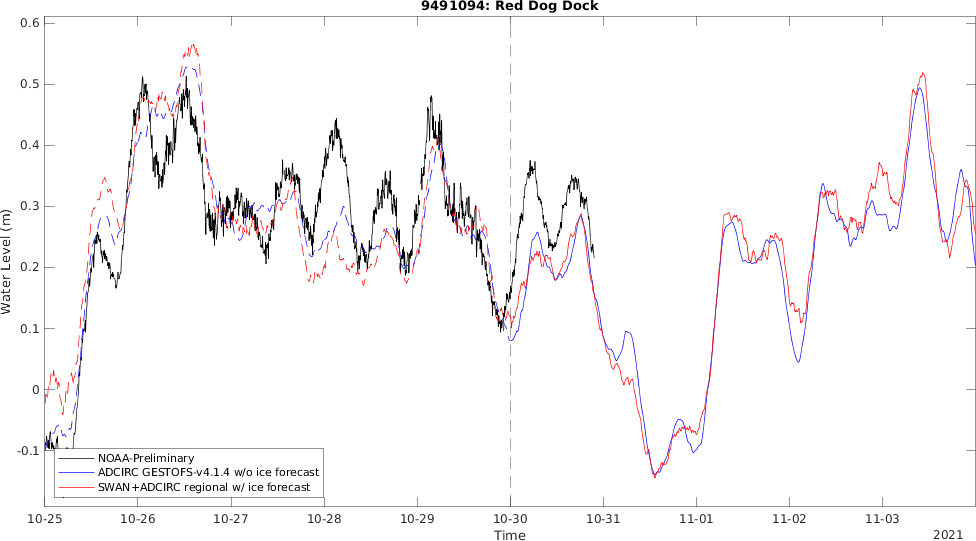 9491094: Red Dog Dock
0.6
0.5
0.4
0.3
0.2
0.1
0
-0.1
Water Level (m)
NOAA-Preliminary
ADCIRC GESTOFS-v4.1.4 w/o ice forecast
SWAN+ADCIRC regional w/ ice forecast
10-25 10-26 10-27 10-28 10-29 10-30 10-31 11-01 11-02 11-03
Time
2021